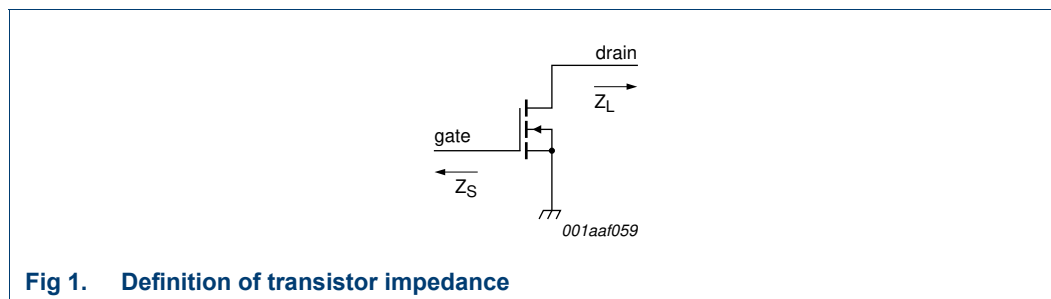 drain
Z_L
gate
Z_S
001aaf059
Fig 1. Definition of transistor impedance